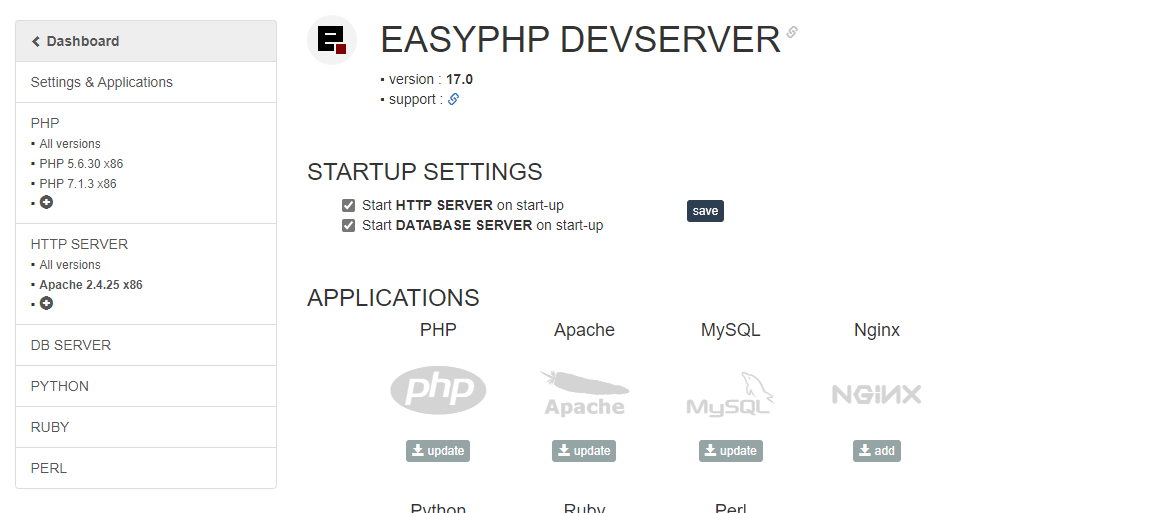 Dashboard
Settings & Applications
PHP
▪ All versions
▪ PHP 5.6.30 x86
▪ PHP 7.1.3 x86
▪
HTTP SERVER
▪ All versions
▪ Apache 2.4.25 x86
▪
DB SERVER
PYTHON
RUBY
PERL
EASYPHP DEVSERVER
▪ version : 17.0
▪ support :
STARTUP SETTINGS
Start HTTP SERVER on start-up
Start DATABASE SERVER on start-up
save
APPLICATIONS
PHP Apache MySQL Nginx
php Apache MySQL NGINX
update update update add
Python Ruby Perl